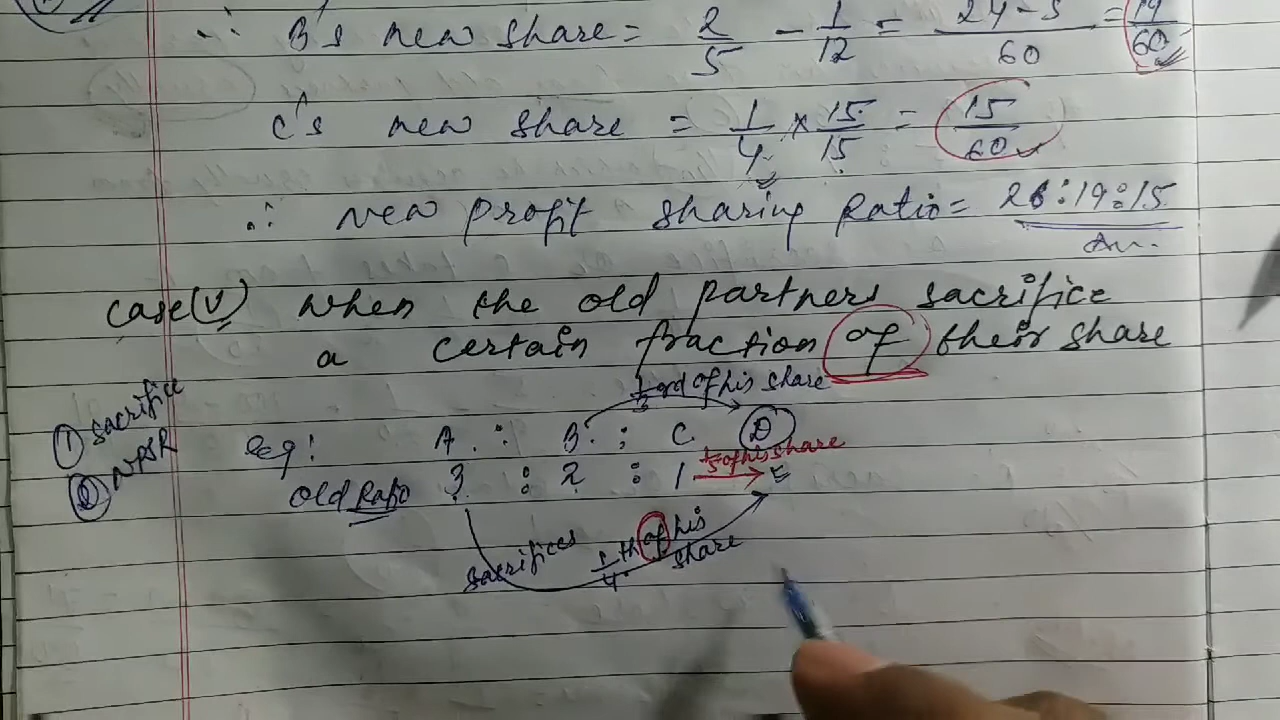 ∴ B's new share = 2/5 - 1/12 = 24-5/60 = 19/60
C's new share = 1/4 × 15/15 = 15/60
∴ New Profit Sharing Ratio = 26:19:15
Ans.
Case(V) When the old partners sacrifice
a certain fraction of their share
1/3rd of his share
① Sacrifice
② NPSR
eg: A : B : C D
Old Ratio 3 : 2 : 1 1/5 of his share
sacrifices 1/4th of his share